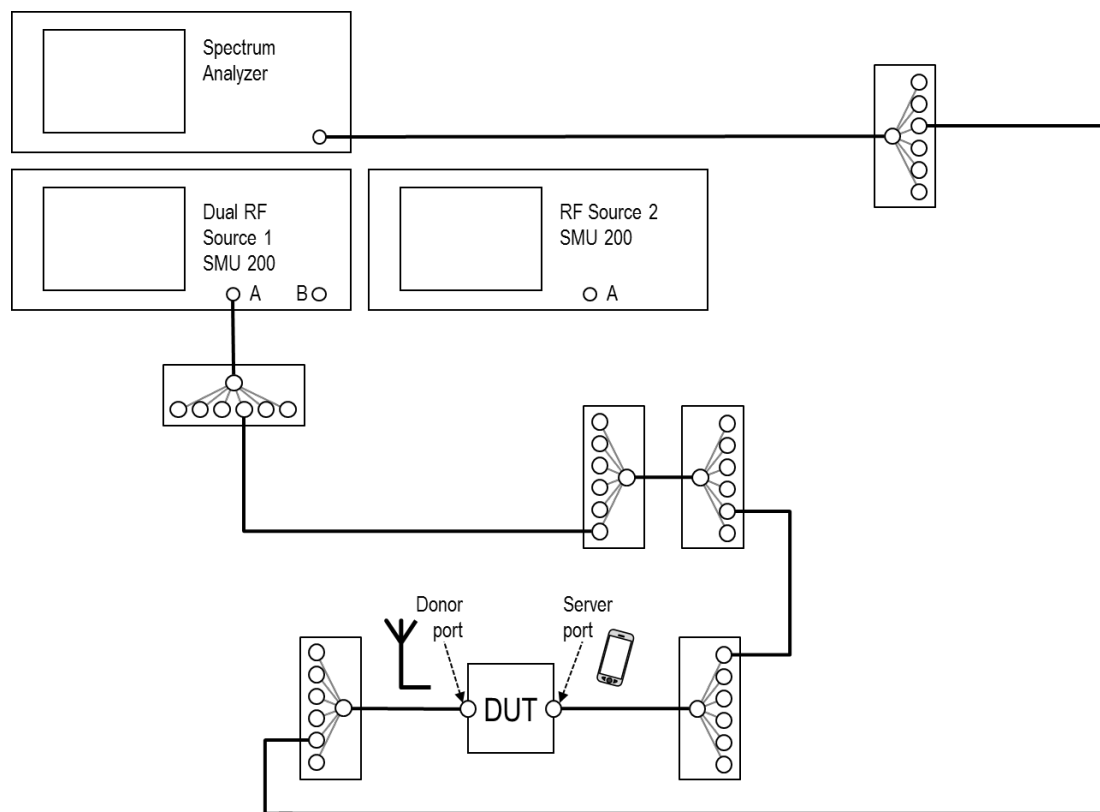 Spectrum
Analyzer
Dual RF
Source 1
SMU 200
A
B
RF Source 2
SMU 200
A
Donor
port
Server
port
DUT